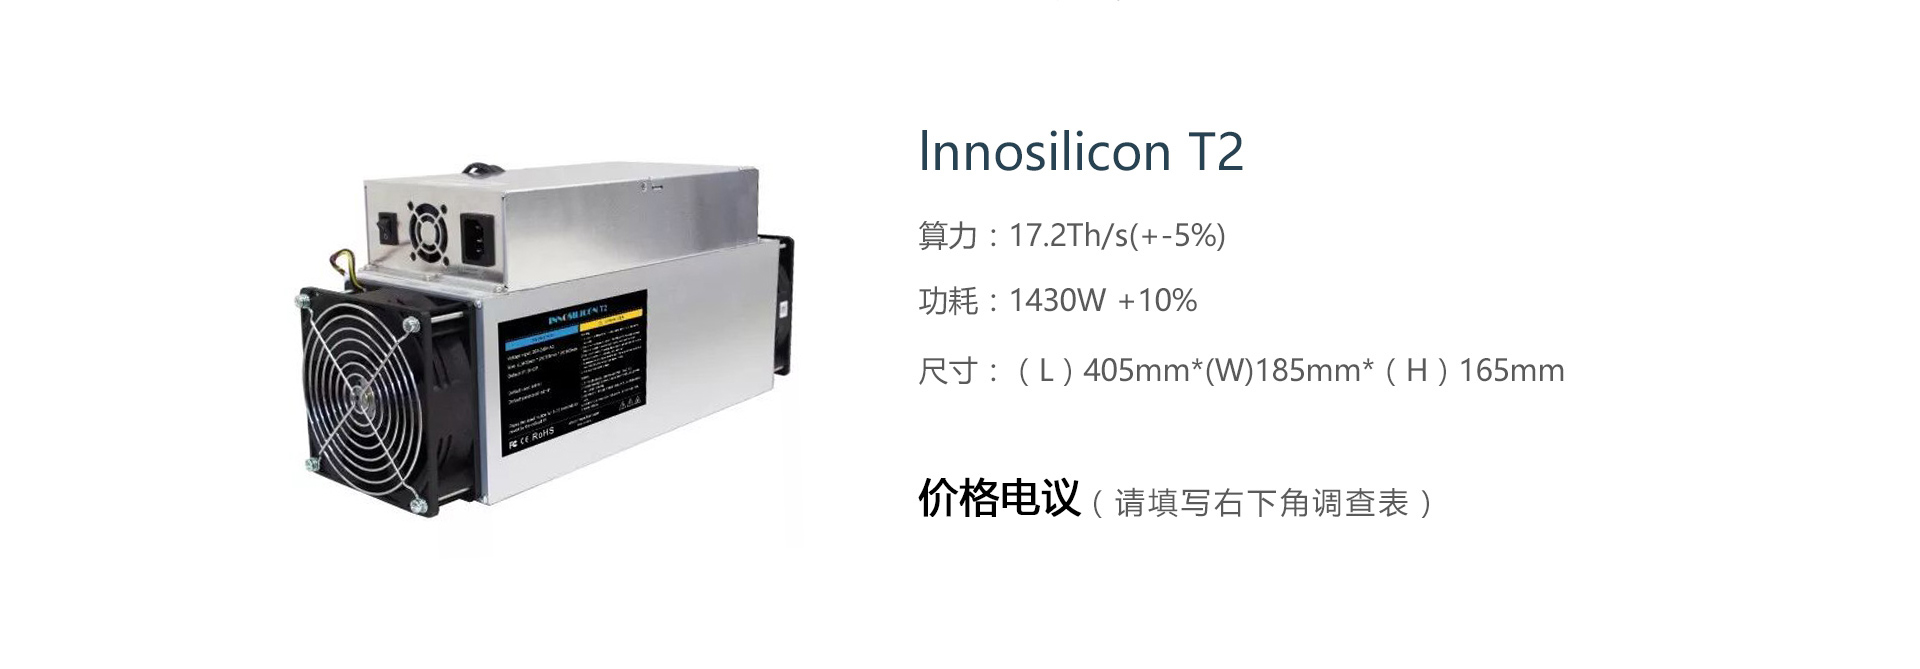 Innosilicon T2
算力：17.2Th/s(+-5%)
功耗：1430W +10%
尺寸：（L）405mm*(W)185mm*（H）165mm
价格电议（请填写右下角调查表）
INNOSILICON T2
FC CE RoHS